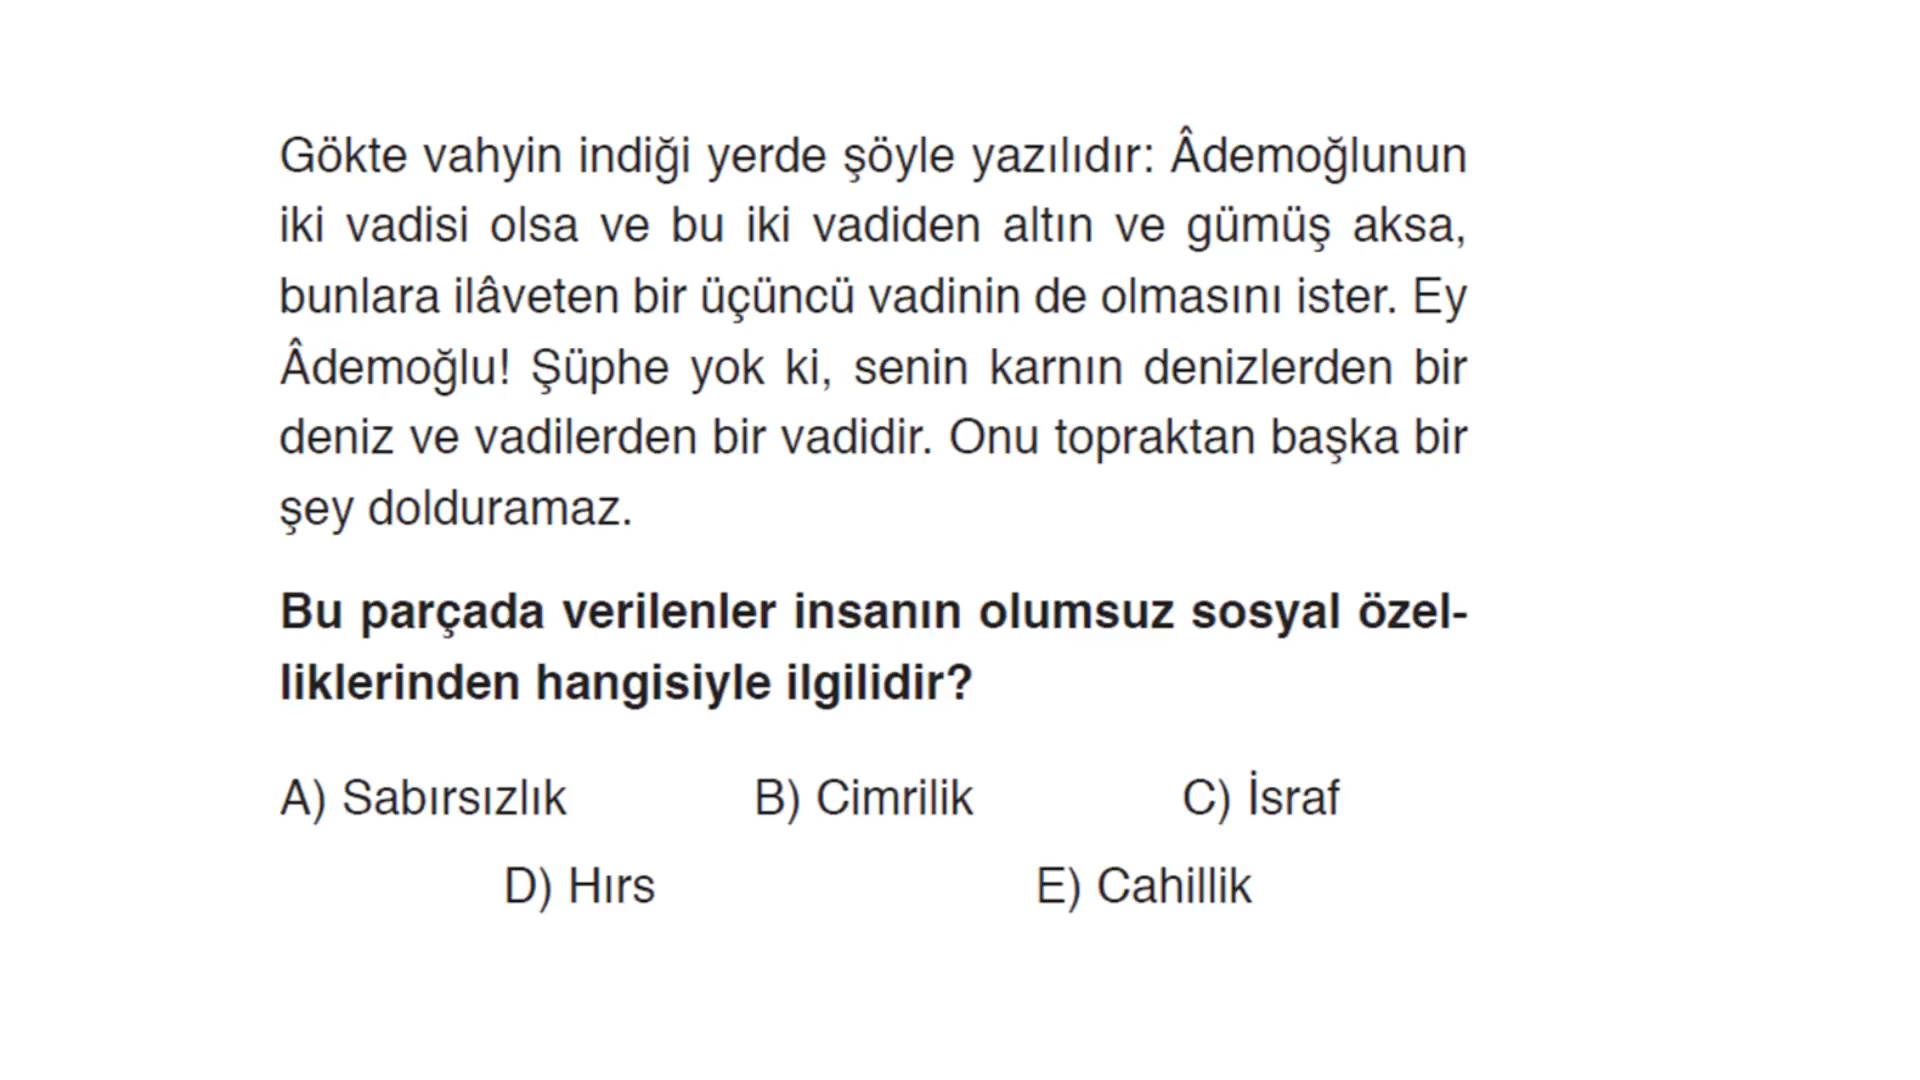 Gökte vahyin indiği yerde şöyle yazılıdır: Âdemoğlunun
iki vadisi olsa ve bu iki vadiden altın ve gümüş aksa,
bunlara ilâveten bir üçüncü vadinin de olmasını ister. Ey
Âdemoğlu! Şüphe yok ki, senin karnın denizlerden bir
deniz ve vadilerden bir vadidir. Onu topraktan başka bir
şey dolduramaz.
Bu parçada verilenler insanın olumsuz sosyal özel-
liklerinden hangisiyle ilgilidir?
A) Sabırsızlık B) Cimrilik C) İsraf
D) Hırs E) Cahillik